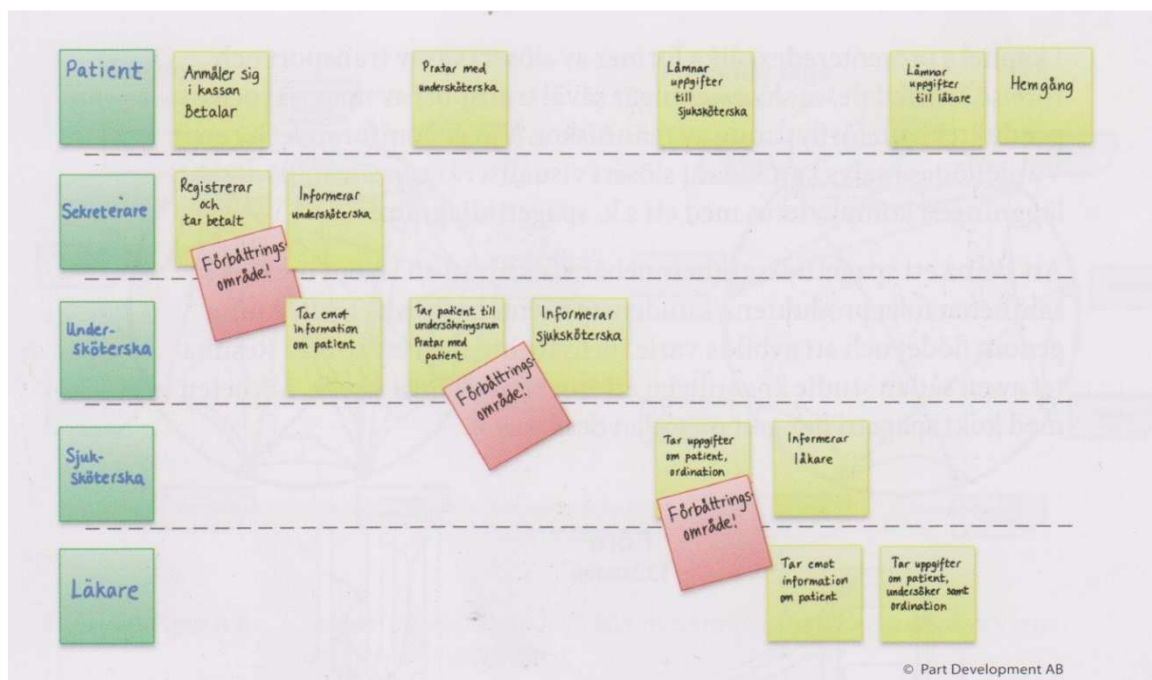 Patient
Anmäler sig
i kassan
Betalar
Pratar med
undersköterska
Lämnar
uppgifter
till
Sjuksköterska
Lämnar
uppgifter
till läkare
Hemgång
Sekreterare
Registrerar
och
tar betalt
Informerar
undersköterska
Förbättrings-
område!
Under-
sköterska
Tar emot
Information
om patient
Tar patient till
undersökningsrum
Pratar med
patient
Informerar
sjuksköterska
Förbättrings-
område!
Sjuk-
sköterska
Tar uppgifter
om patient,
ordination
Informerar
läkare
Förbättrings-
område!
Läkare
Tar emot
information
om patient
Tar uppgifter
om patient,
undersöker samt
ordination
© Part Development AB